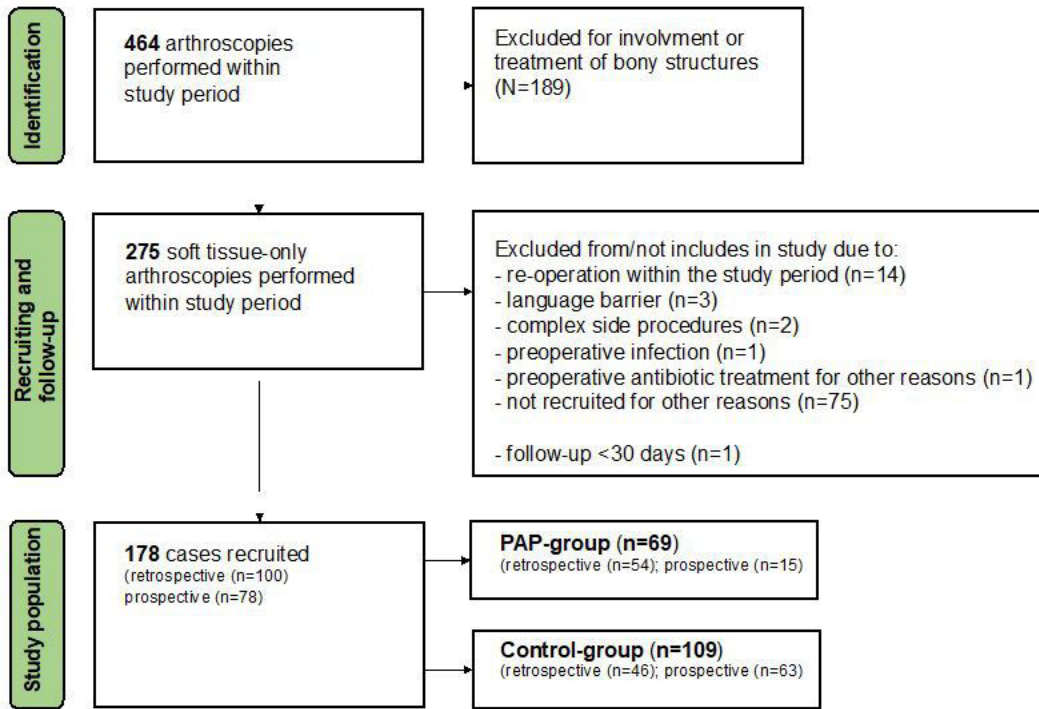 Identification
464 arthroscopies
performed within
study period
Excluded for involvment or
treatment of bony structures
(N=189)
Recruiting and
follow-up
275 soft tissue-only
arthroscopies performed
within study period
Excluded from/not includes in study due to:
- re-operation within the study period (n=14)
- language barrier (n=3)
- complex side procedures (n=2)
- preoperative infection (n=1)
- preoperative antibiotic treatment for other reasons (n=1)
- not recruited for other reasons (n=75)
- follow-up <30 days (n=1)
Study population
178 cases recruited
(retrospective (n=100)
prospective (n=78)
PAP-group (n=69)
(retrospective (n=54); prospective (n=15)
Control-group (n=109)
(retrospective (n=46); prospective (n=63)